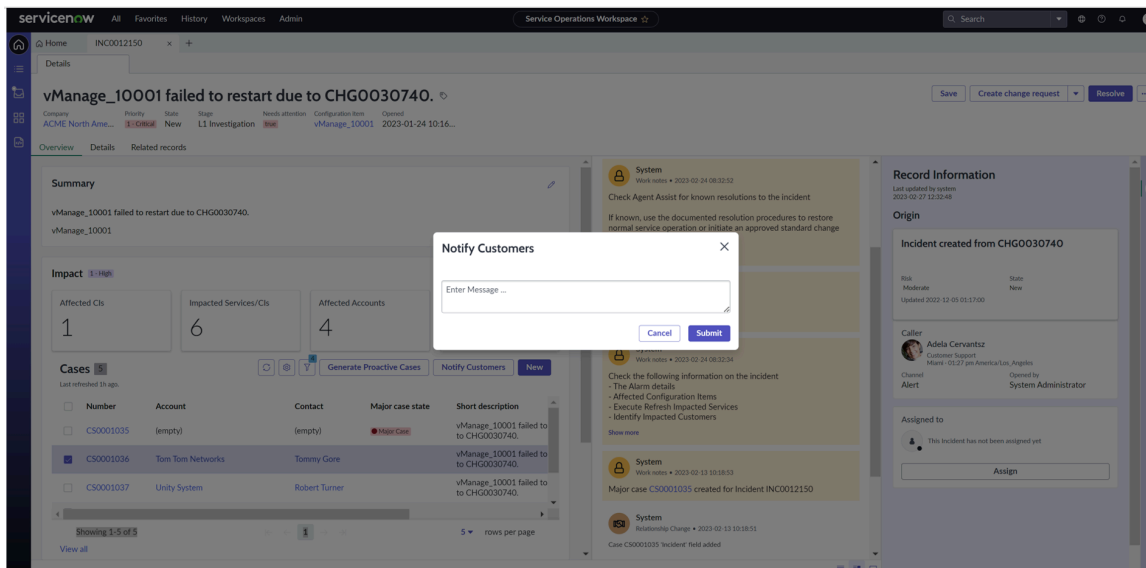 servicenow All Favorites History Workspaces Admin Service Operations Workspace Search
Home INC0012150 × +
Details
vManage_10001 failed to restart due to CHG0030740.
Save Create change request Resolve
Company Priority State Stage Needs attention Configuration item Opened
ACME North Ame... 1 - Critical New L1 Investigation true vManage_10001 2023-01-24 10:16...
Overview Details Related records
Summary
vManage_10001 failed to restart due to CHG0030740.
vManage_10001
Impact 1 - High
Affected CIs
1
Impacted Services/CIs
6
Affected Accounts
4
Cases 5
Last refreshed 1h ago.
4
Generate Proactive Cases Notify Customers New
Number Account Contact Major case state Short description
CS0001035 (empty) (empty) Major Case vManage_10001 failed to
to CHG0030740.
CS0001036 Tom Tom Networks Tommy Gore vManage_10001 failed to
to CHG0030740.
CS0001037 Unity System Robert Turner vManage_10001 failed to
to CHG0030740.
Showing 1-5 of 5 1 5 rows per page
View all
Notify Customers
Enter Message ...
Cancel Submit
System
Work notes • 2023-02-24 08:32:52
Check Agent Assist for known resolutions to the incident
If known, use the documented resolution procedures to restore
normal service operation or initiate an approved standard change
System
Work notes • 2023-02-24 08:32:34
Check the following information on the incident
- The Alarm details
- Affected Configuration Items
- Execute Refresh Impacted Services
- Identify Impacted Customers
Show more
System
Work notes • 2023-02-13 10:18:53
Major case CS0001035 created for Incident INC0012150
System
Relationship Change • 2023-02-13 10:18:51
Case CS0001035 'Incident' field added
Record Information
Last updated by system
2023-02-27 12:32:48
Origin
Incident created from CHG0030740
Risk State
Moderate New
Updated 2022-12-05 01:17:00
Caller
Adela Cervantsz
Customer Support
Miami • 01:27 pm America/Los_Angeles
Channel Opened by
Alert System Administrator
Assigned to
This incident has not been assigned yet
Assign